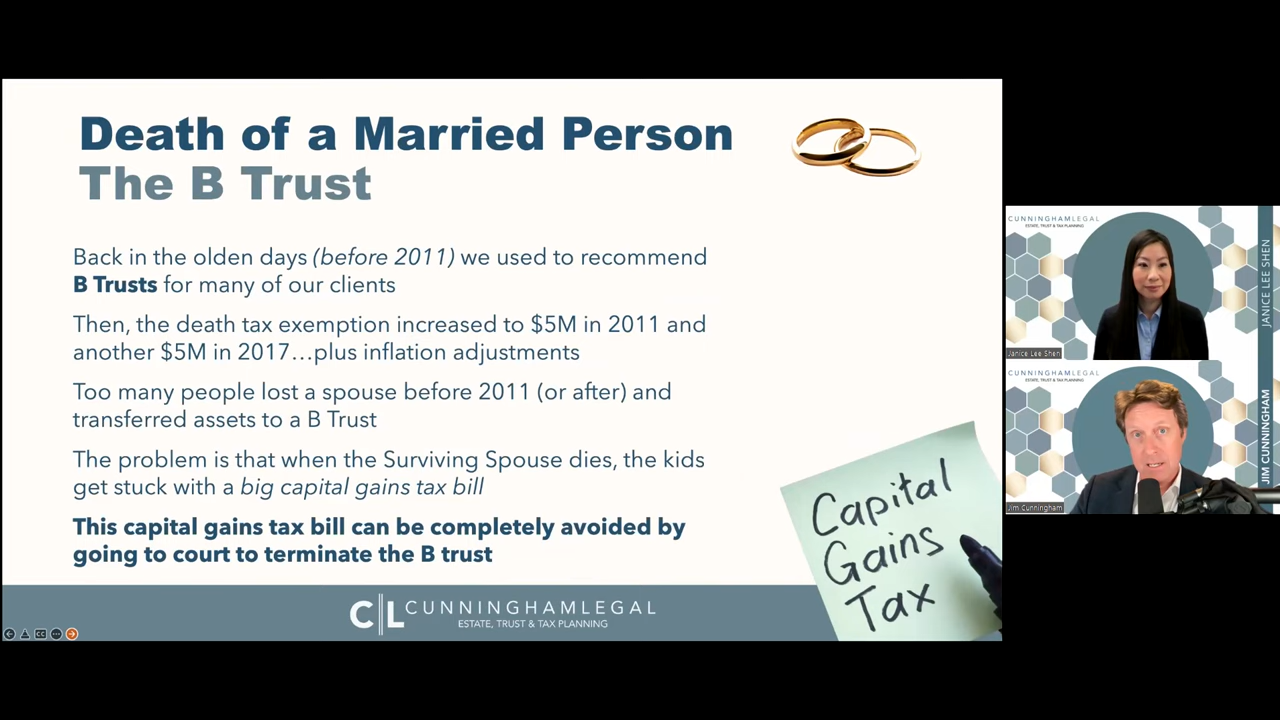 Death of a Married Person
The B Trust
Back in the olden days (before 2011) we used to recommend
B Trusts for many of our clients
Then, the death tax exemption increased to $5M in 2011 and
another $5M in 2017…plus inflation adjustments
Too many people lost a spouse before 2011 (or after) and
transferred assets to a B Trust
The problem is that when the Surviving Spouse dies, the kids
get stuck with a big capital gains tax bill
This capital gains tax bill can be completely avoided by
going to court to terminate the B trust
Capital
Gains
Tax
CL CUNNINGHAMLEGAL
ESTATE, TRUST & TAX PLANNING
CC
CUNNINGHAMLEGAL
ESTATE, TRUST & TAX PLANNING
JANICE LEE SHEN
Janice Lee Shen
CUNNINGHAMLEGAL
ESTATE, TRUST & TAX PLANNING
JIM CUNNINGHAM
Jim Cunningham